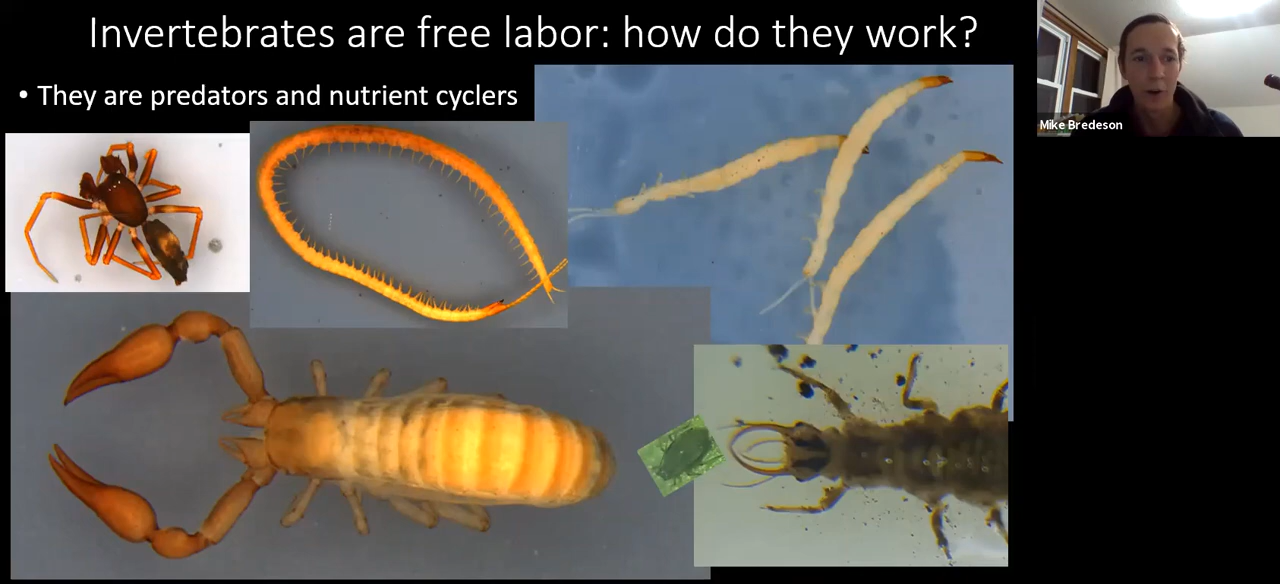 Invertebrates are free labor: how do they work?
• They are predators and nutrient cyclers
Mike Bredeson